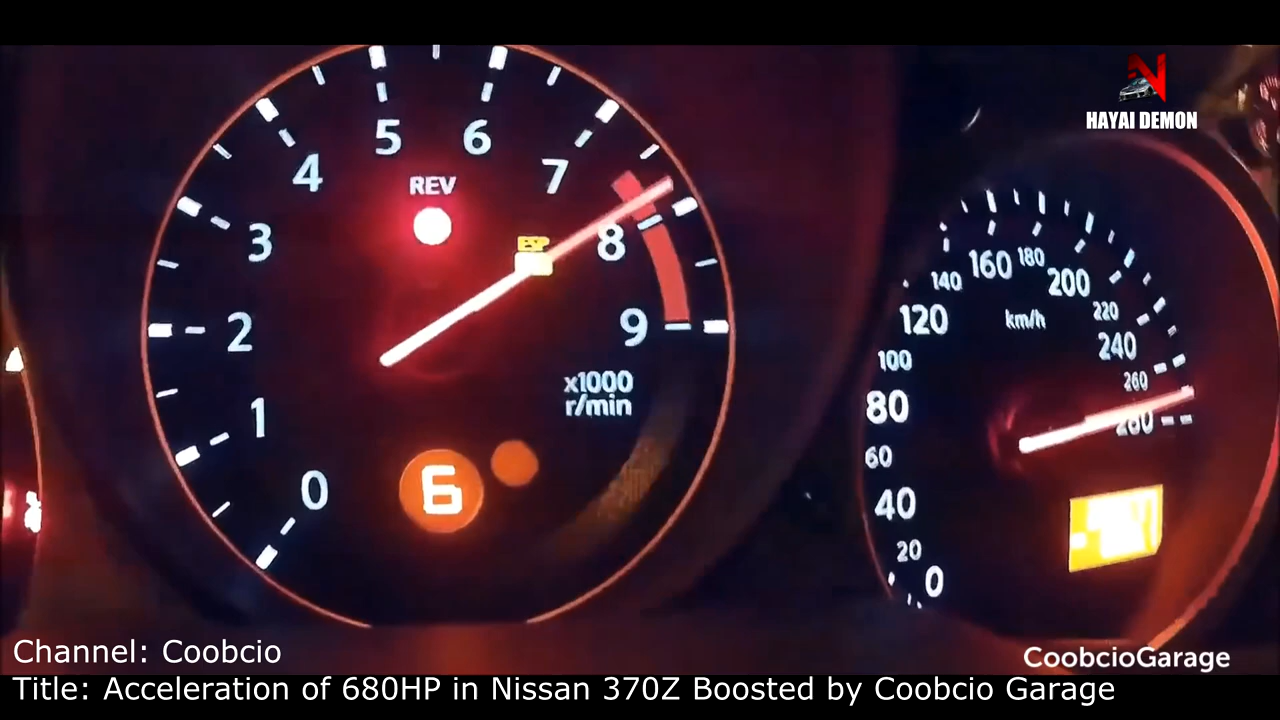 HAYAI DEMON
5 6
4 7
REV
3 ESP 8
2 9
x1000
r/min
1
0
6
160 180
140 200
120 km/h 220
100 240
80 260
60 280
40
20
0
CoobcioGarage
Channel: Coobcio
Title: Acceleration of 680HP in Nissan 370Z Boosted by Coobcio Garage